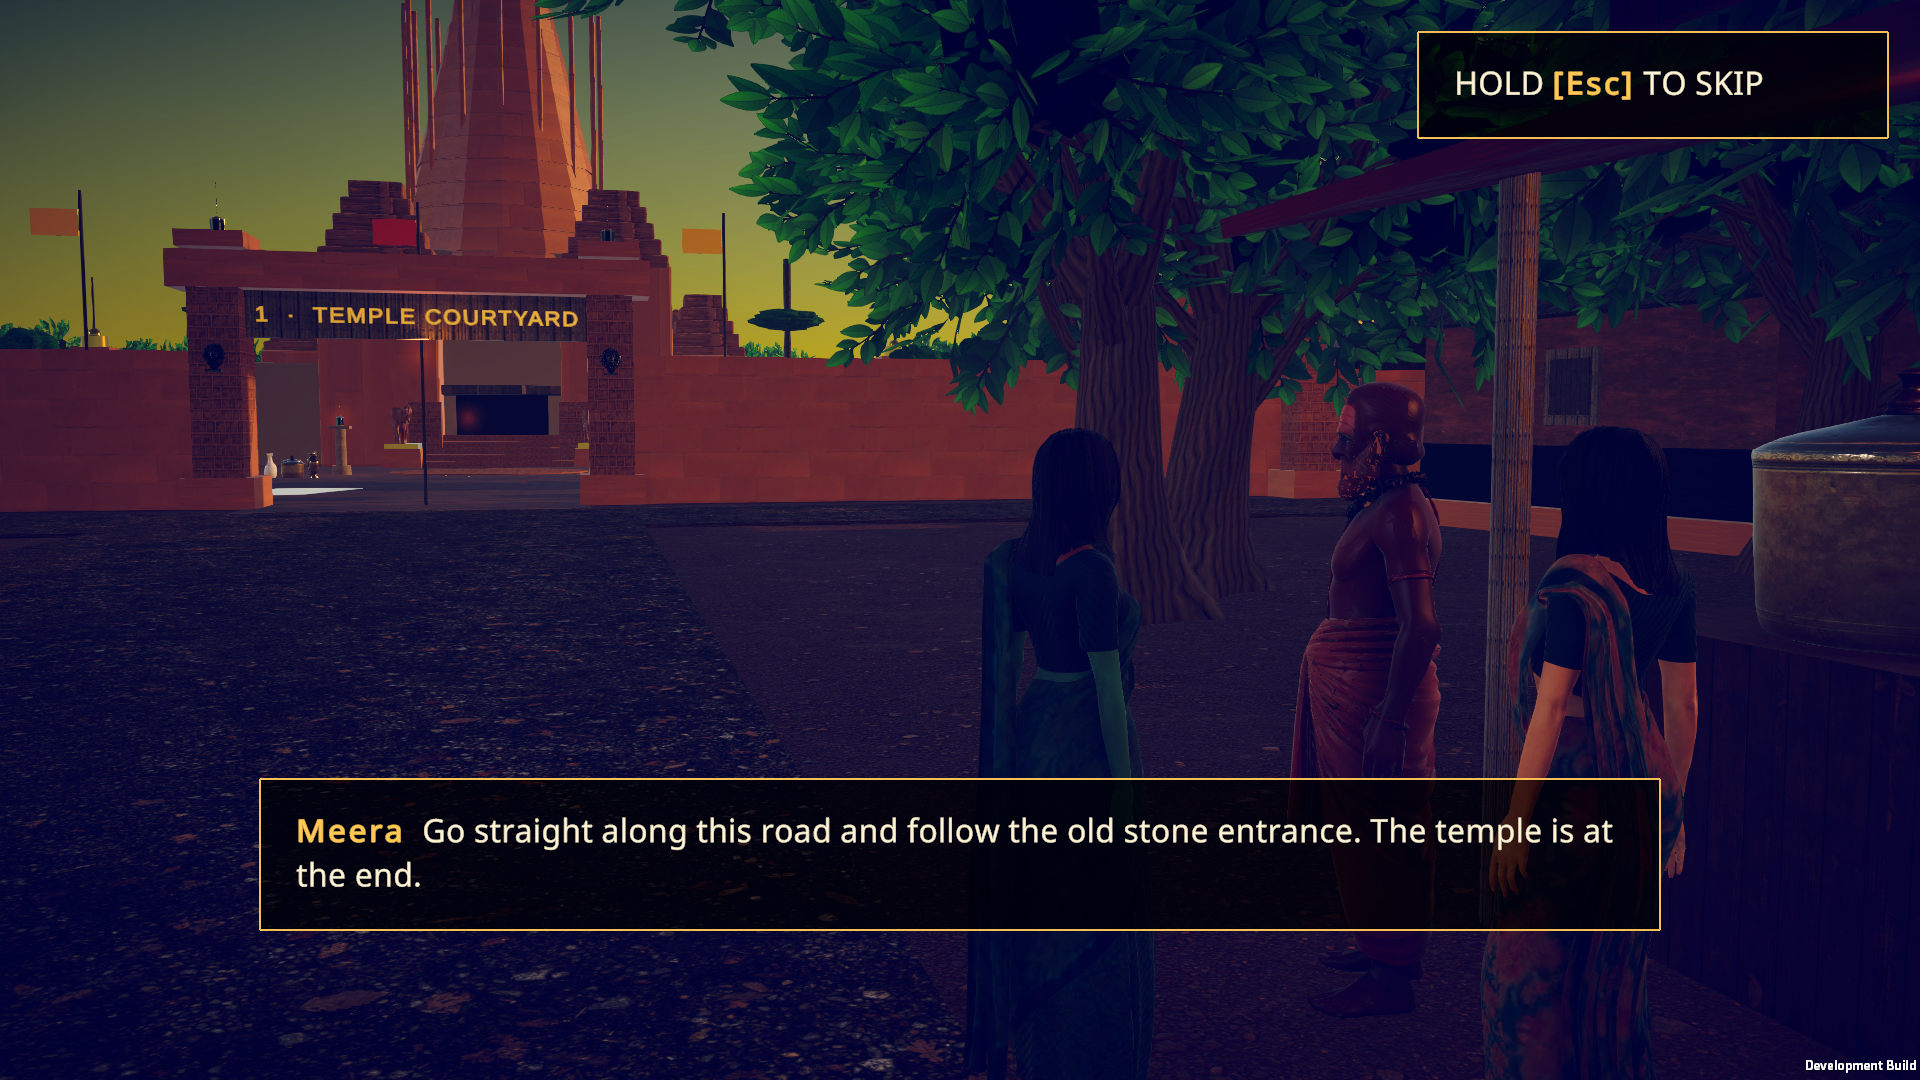 HOLD [Esc] TO SKIP
1 · TEMPLE COURTYARD
Meera Go straight along this road and follow the old stone entrance. The temple is at
the end.
Development Build